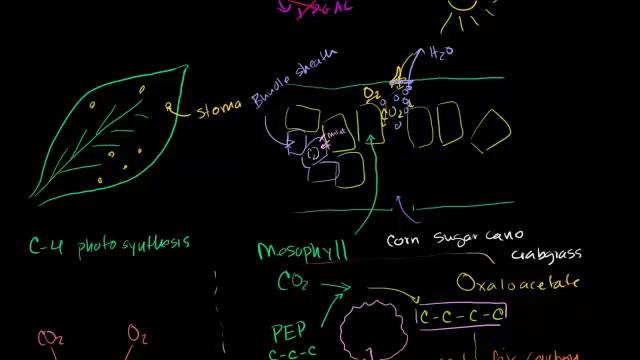 H₂O
Bundle sheath
O₂
CO₂
stoma
C-4 photosynthesis
Mesophyll
corn sugar cane
crabgrass
CO₂
Oxaloacetate
C-C-C-C
PEP
C-C-C
CO₂
O₂